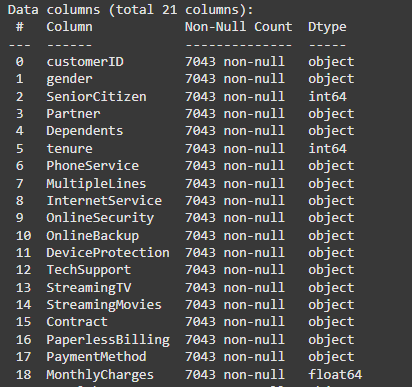 Data columns (total 21 columns):
 #   Column            Non-Null Count  Dtype
---  ------            --------------  -----
 0   customerID        7043 non-null   object
 1   gender            7043 non-null   object
 2   SeniorCitizen     7043 non-null   int64
 3   Partner           7043 non-null   object
 4   Dependents        7043 non-null   object
 5   tenure            7043 non-null   int64
 6   PhoneService      7043 non-null   object
 7   MultipleLines     7043 non-null   object
 8   InternetService   7043 non-null   object
 9   OnlineSecurity    7043 non-null   object
 10  OnlineBackup      7043 non-null   object
 11  DeviceProtection  7043 non-null   object
 12  TechSupport       7043 non-null   object
 13  StreamingTV       7043 non-null   object
 14  StreamingMovies   7043 non-null   object
 15  Contract          7043 non-null   object
 16  PaperlessBilling  7043 non-null   object
 17  PaymentMethod     7043 non-null   object
 18  MonthlyCharges    7043 non-null   float64